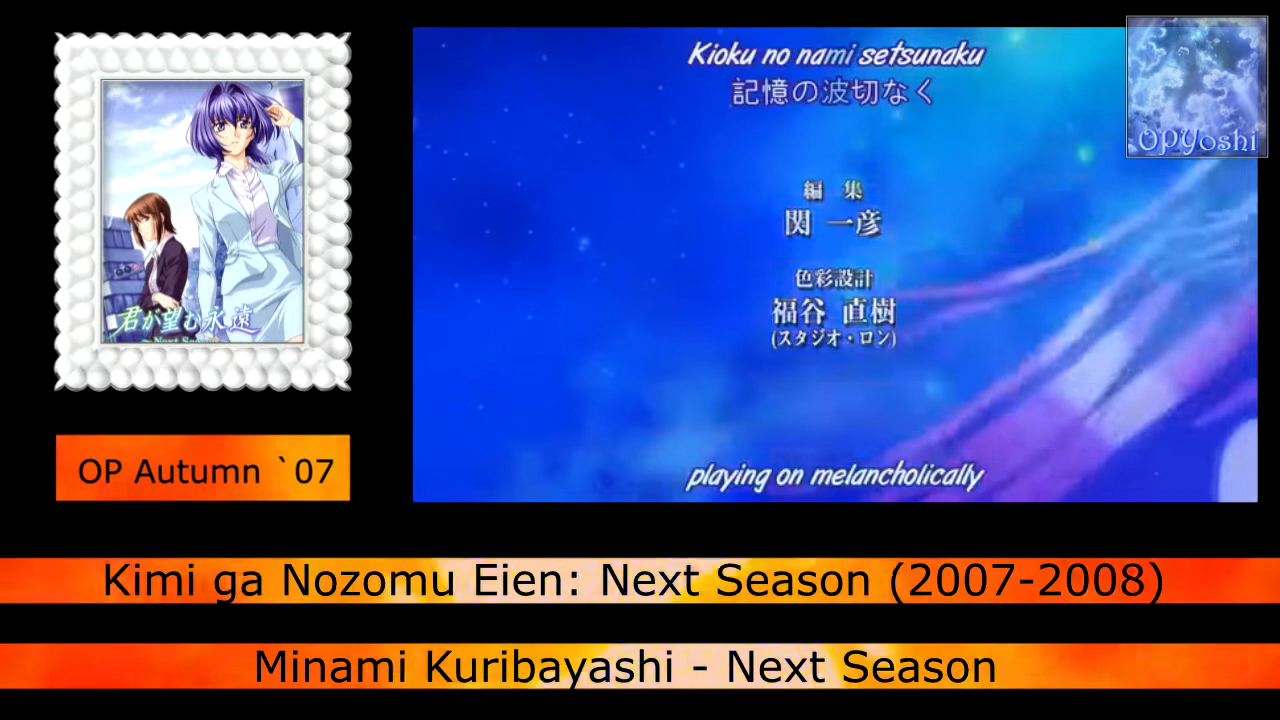 Kioku no nami setsunaku
記憶の波切なく
OPYoshi
編 集
関 一彦
色彩設計
福谷 直樹
(スタジオ・ロン)
playing on melancholically
君が望む永遠
～Next Season～
OP Autumn `07
Kimi ga Nozomu Eien: Next Season (2007-2008)
Minami Kuribayashi - Next Season